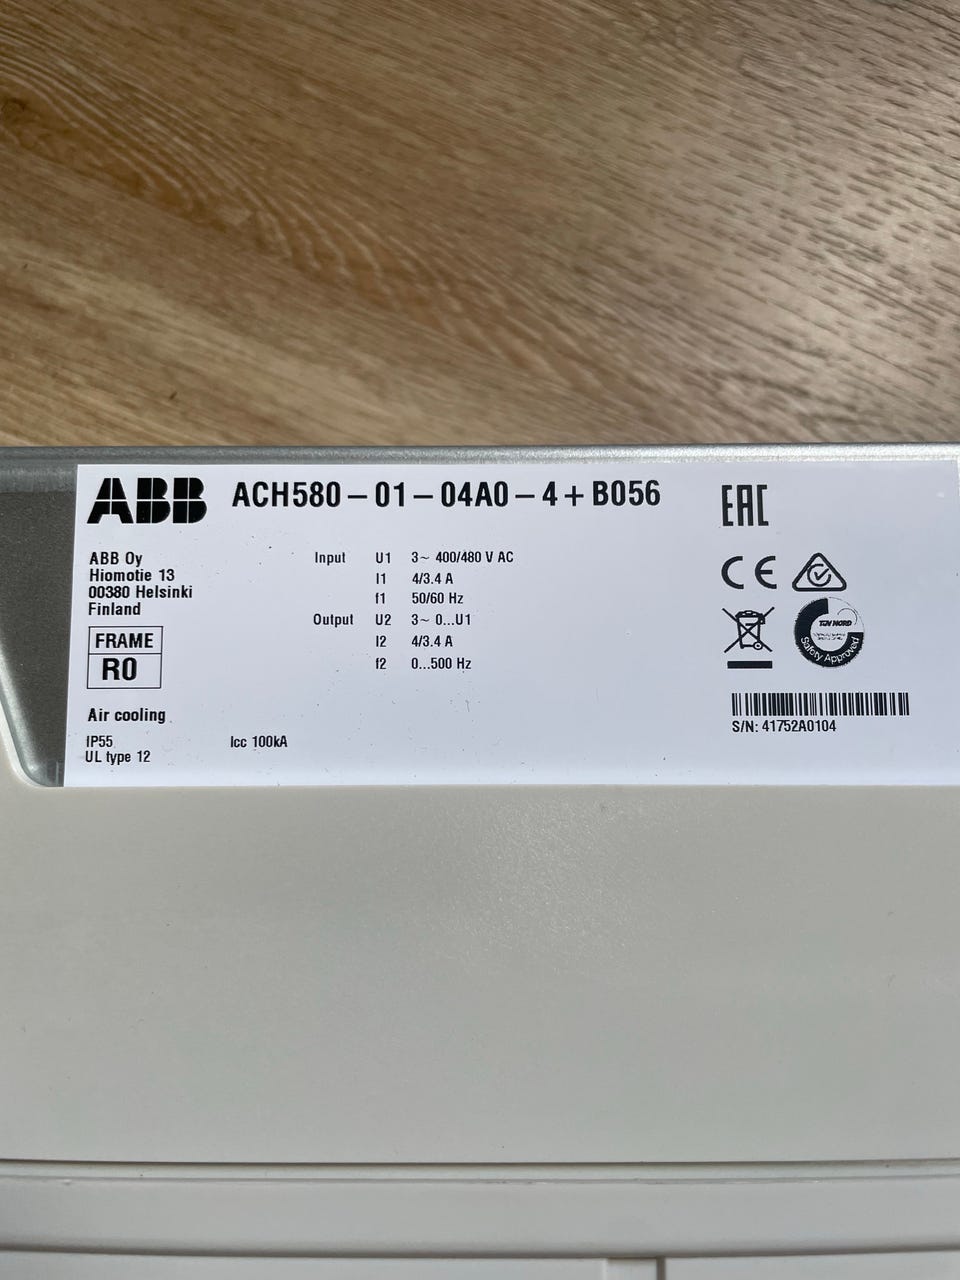 ABB ACH580-01-04A0-4+B056
EAC
ABB Oy
Hiomotie 13
00380 Helsinki
Finland
Input U1 3~ 400/480 V AC
I1 4/3.4 A
f1 50/60 Hz
Output U2 3~ 0...U1
I2 4/3.4 A
f2 0...500 Hz
CE
FRAME
R0
TÜV NORD
Safety Approved
Air cooling
IP55
UL type 12
Icc 100kA
S/N: 41752A0104